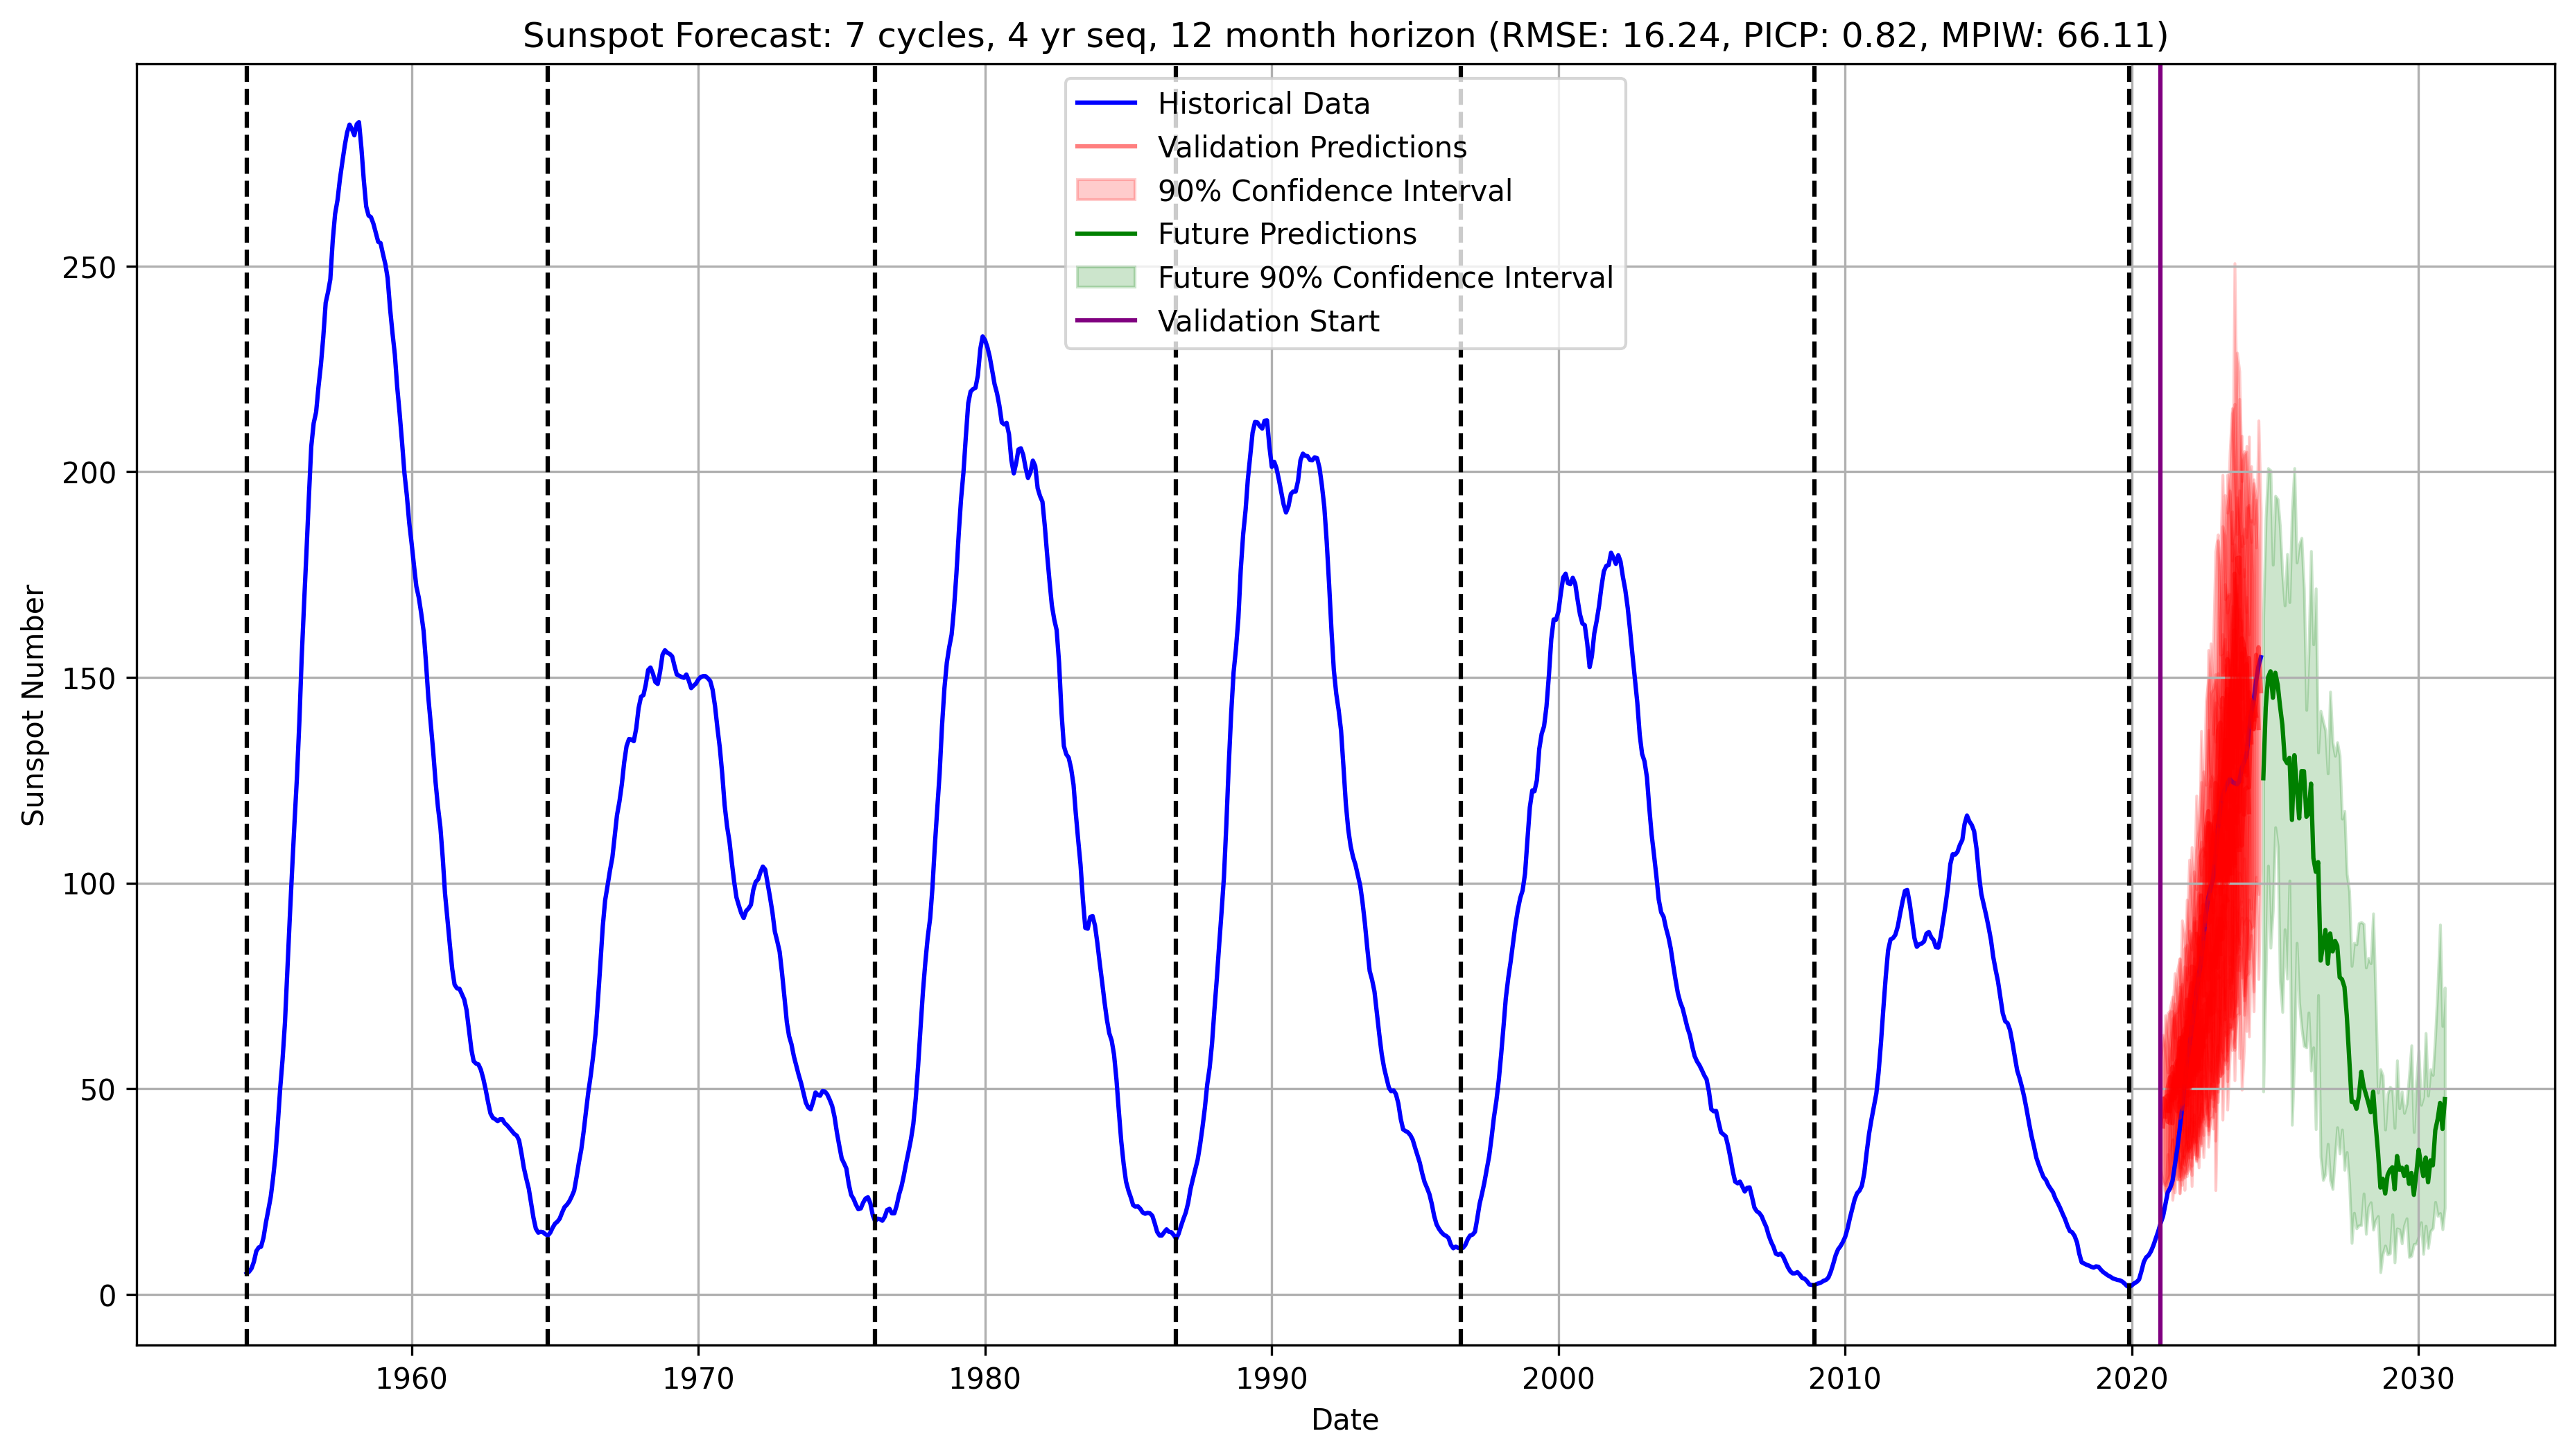 Sunspot Forecast: 7 cycles, 4 yr seq, 12 month horizon (RMSE: 16.24, PICP: 0.82, MPIW: 66.11)
Historical Data
Validation Predictions
90% Confidence Interval
Future Predictions
Future 90% Confidence Interval
Validation Start
Sunspot Number
250
200
150
100
50
0
1960 1970 1980 1990 2000 2010 2020 2030
Date